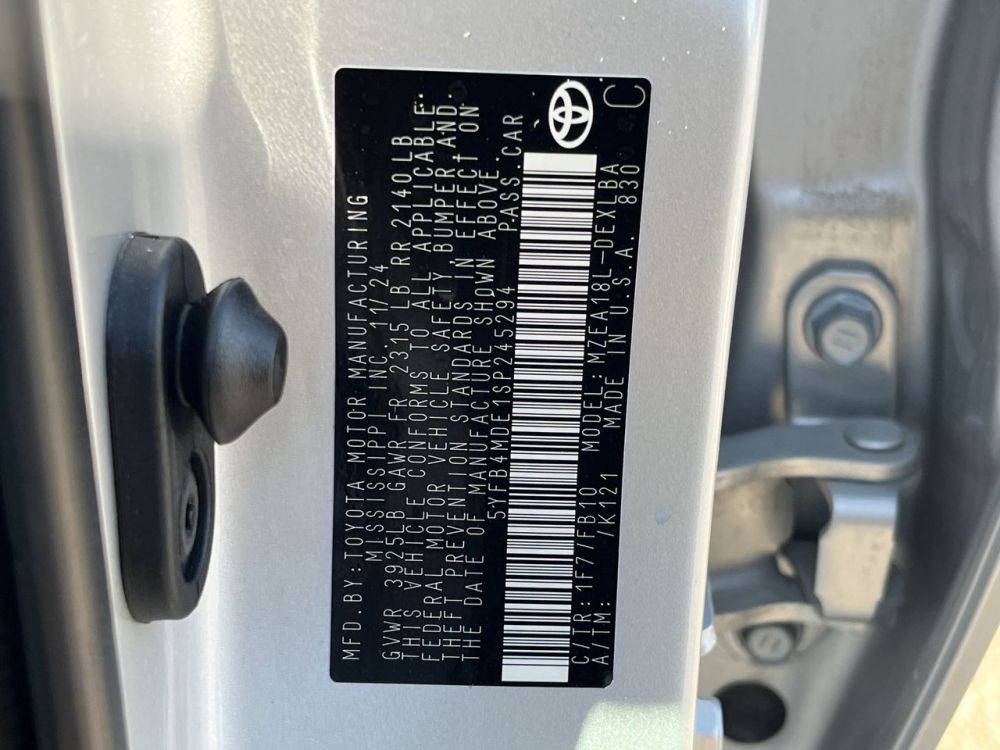 MFD.BY:TOYOTA MOTOR MANUFACTURING
MISSISSIPPI INC. 11/24
GVWR 3925LB GAWR FR 2315 LB RR 2140LB
THIS VEHICLE CONFORMS TO ALL APPLICABLE
FEDERAL MOTOR VEHICLE SAFETY BUMPER, AND
THEFT PREVENTION STANDARDS IN EFFECT ON
THE DATE OF MANUFACTURE SHOWN ABOVE.
5YFB4MDE1SP245294 PASS.CAR
C/TR:1F7/FB10 MODEL:MZEA18L-DEXLBA
A/TM: /K121 MADE IN U.S.A. 830 C